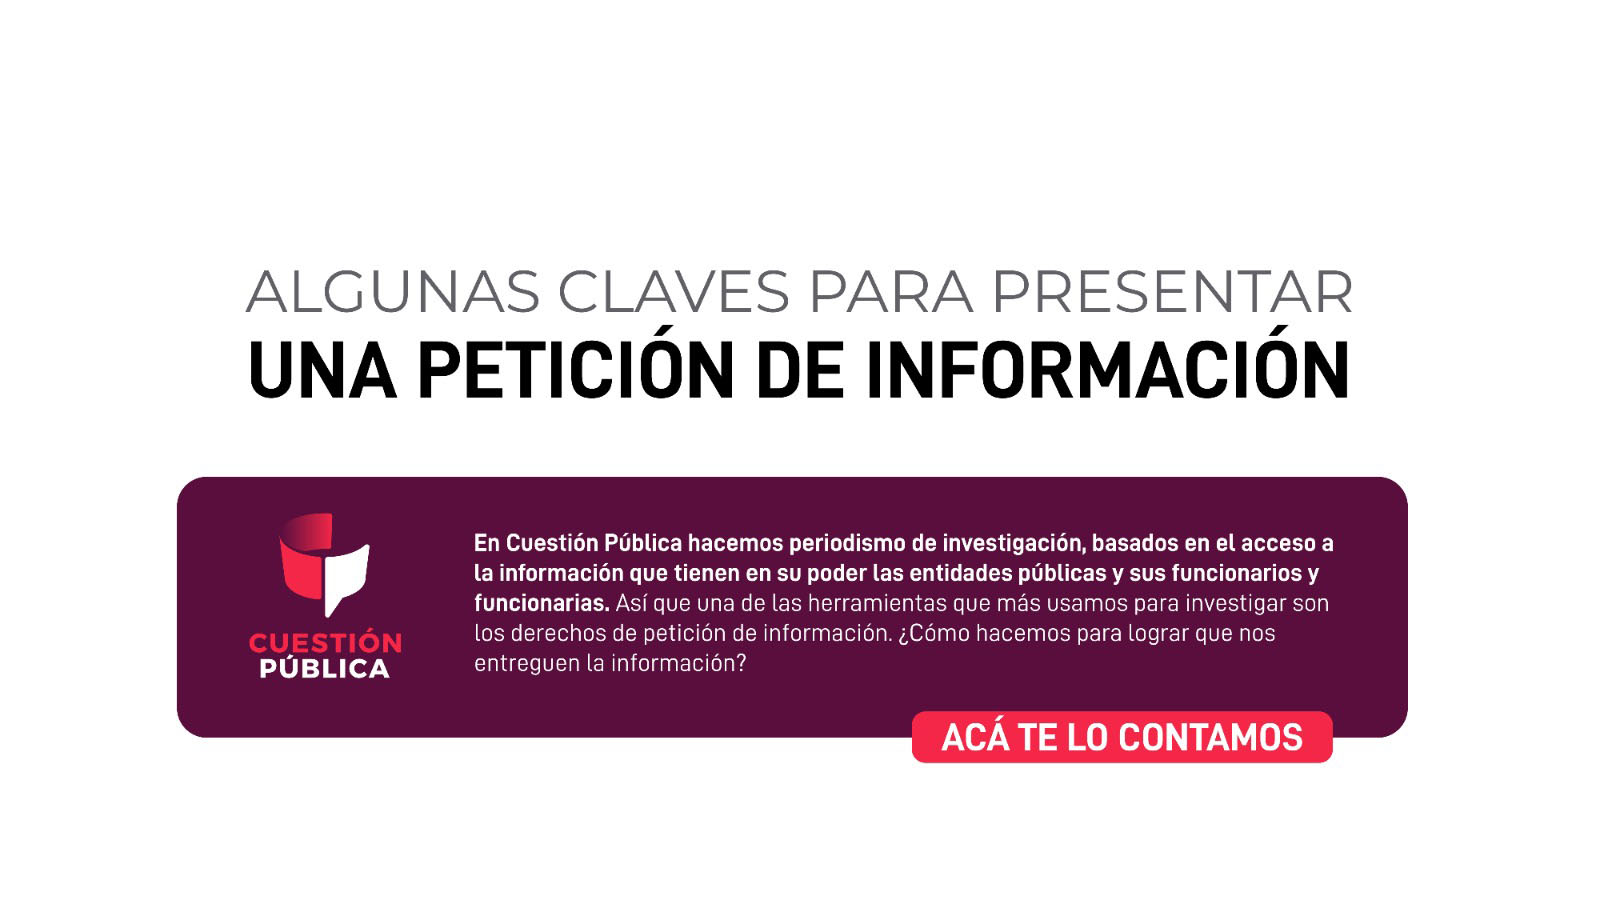 ALGUNAS CLAVES PARA PRESENTAR
UNA PETICIÓN DE INFORMACIÓN
CUESTIÓN
PÚBLICA
En Cuestión Pública hacemos periodismo de investigación, basados en el acceso a
la información que tienen en su poder las entidades públicas y sus funcionarios y
funcionarias. Así que una de las herramientas que más usamos para investigar son
los derechos de petición de información. ¿Cómo hacemos para lograr que nos
entreguen la información?
ACÁ TE LO CONTAMOS